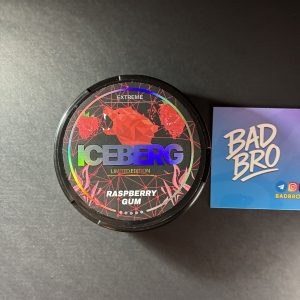 EXTREME
ICEBERG
LIMITED EDITION
RASPBERRY
GUM
BAD
BRO
BADBRO